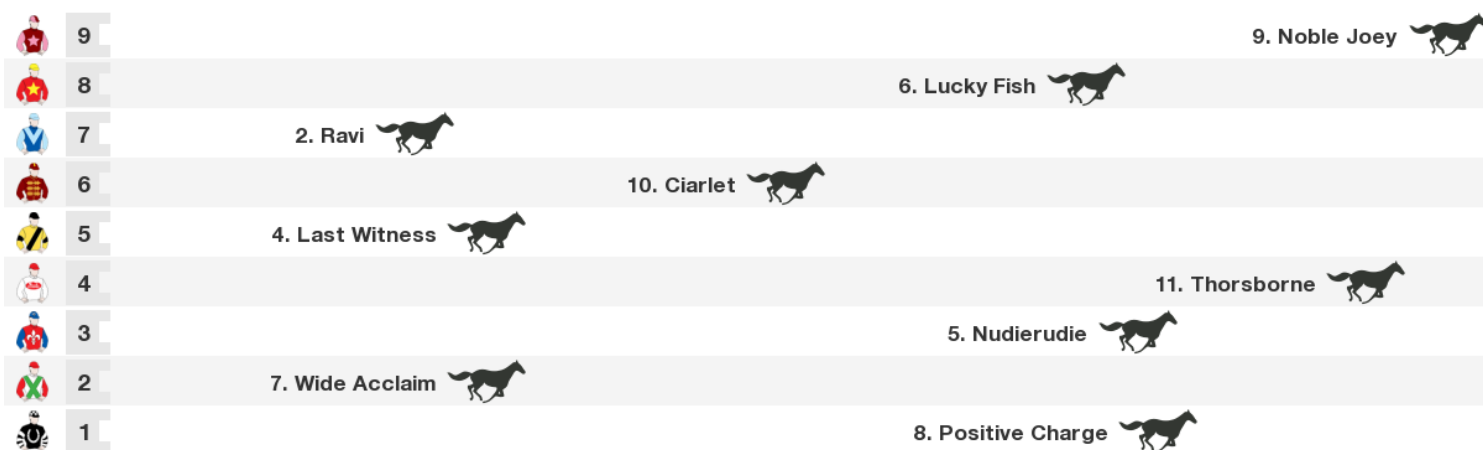 9 9. Noble Joey
8 6. Lucky Fish
7 2. Ravi
6 10. Ciarlet
5 4. Last Witness
4 11. Thorsborne
3 5. Nudierudie
2 7. Wide Acclaim
1 8. Positive Charge